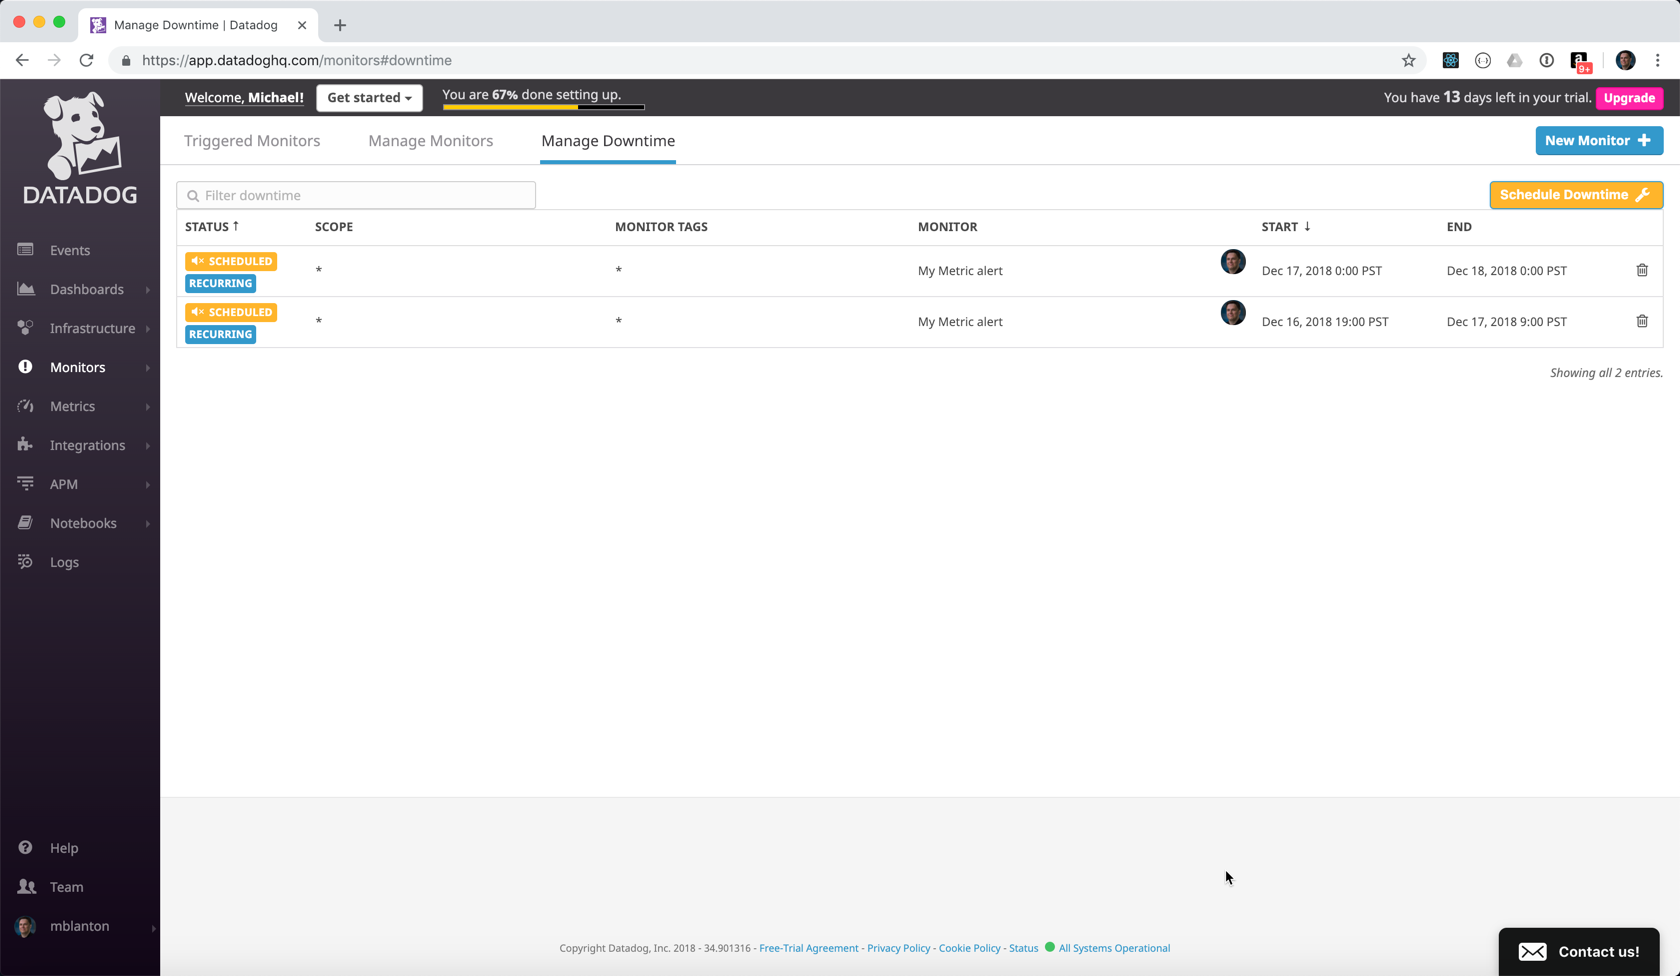 Manage Downtime | Datadog
https://app.datadoghq.com/monitors#downtime
9+
Welcome, Michael!
Get started
You are 67% done setting up.
You have 13 days left in your trial.
Upgrade
DATADOG
Events
Dashboards
Infrastructure
Monitors
Metrics
Integrations
APM
Notebooks
Logs
Help
Team
mblanton
Triggered Monitors
Manage Monitors
Manage Downtime
New Monitor
Filter downtime
Schedule Downtime
STATUS SCOPE MONITOR TAGS MONITOR START END
SCHEDULED
RECURRING
* * My Metric alert Dec 17, 2018 0:00 PST Dec 18, 2018 0:00 PST
SCHEDULED
RECURRING
* * My Metric alert Dec 16, 2018 19:00 PST Dec 17, 2018 9:00 PST
Showing all 2 entries.
Copyright Datadog, Inc. 2018 - 34.901316 - Free-Trial Agreement - Privacy Policy - Cookie Policy - Status All Systems Operational
Contact us!